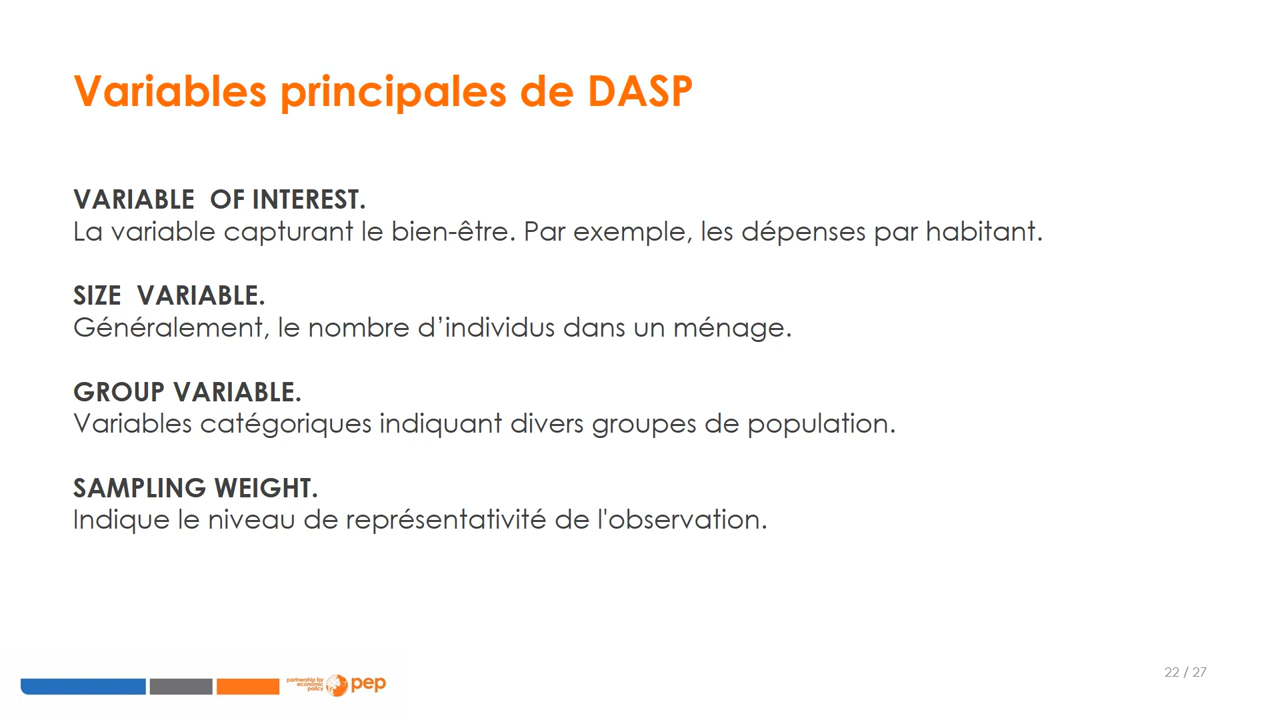 Variables principales de DASP
VARIABLE OF INTEREST.
La variable capturant le bien-être. Par exemple, les dépenses par habitant.
SIZE VARIABLE.
Généralement, le nombre d’individus dans un ménage.
GROUP VARIABLE.
Variables catégoriques indiquant divers groupes de population.
SAMPLING WEIGHT.
Indique le niveau de représentativité de l'observation.
partnership for
economic
policy
pep
22 / 27